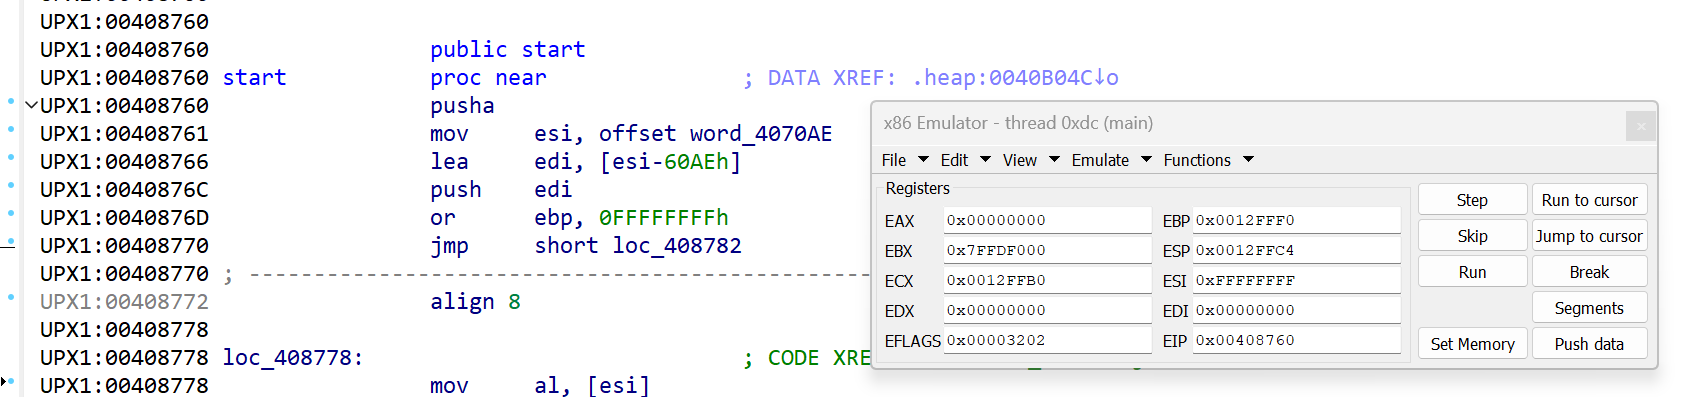 UPX1:00408760
UPX1:00408760 public start
UPX1:00408760 start proc near ; DATA XREF: .heap:0040B04C↓o
UPX1:00408760 pusha
UPX1:00408761 mov esi, offset word_4070AE
UPX1:00408766 lea edi, [esi-60AEh]
UPX1:0040876C push edi
UPX1:0040876D or ebp, 0FFFFFFFFh
UPX1:00408770 jmp short loc_408782
UPX1:00408770 ; ----------------------------------------------
UPX1:00408772 align 8
UPX1:00408778
UPX1:00408778 loc_408778: ; CODE XRE
UPX1:00408778 mov al, [esi]
x86 Emulator - thread 0xdc (main)
×
File Edit View Emulate Functions
Registers
EAX 0x00000000 EBP 0x0012FFF0
EBX 0x7FFDF000 ESP 0x0012FFC4
ECX 0x0012FFB0 ESI 0xFFFFFFFF
EDX 0x00000000 EDI 0x00000000
EFLAGS 0x00003202 EIP 0x00408760
Step Run to cursor
Skip Jump to cursor
Run Break
Segments
Set Memory Push data